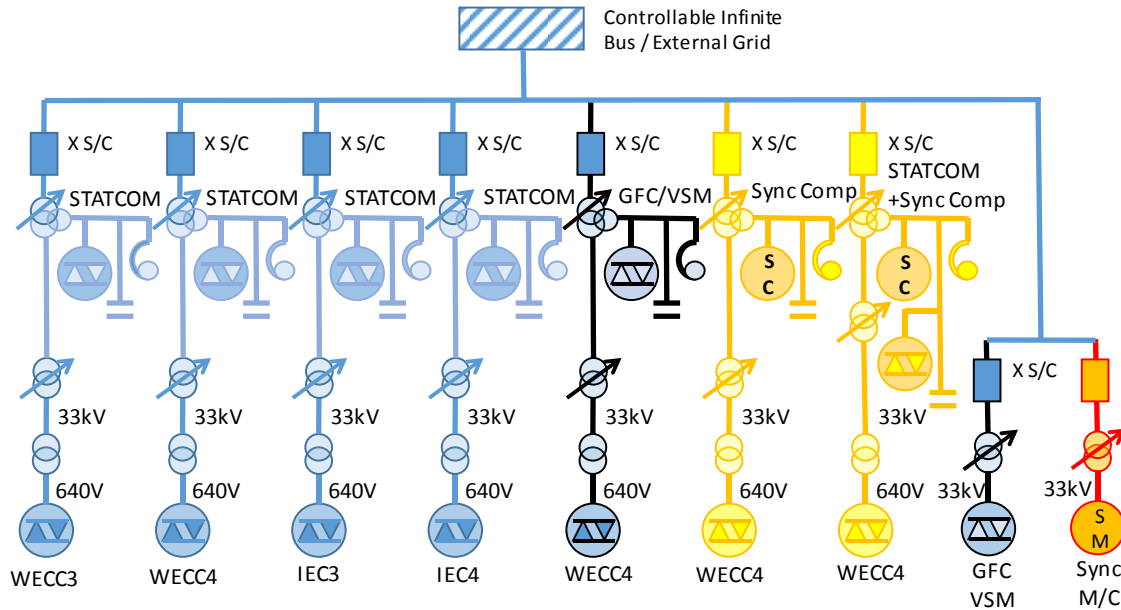 Controllable Infinite
Bus / External Grid
X S/C
X S/C
X S/C
X S/C
X S/C
X S/C
X S/C
STATCOM
STATCOM
STATCOM
STATCOM
GFC/VSM
Sync Comp
STATCOM
+Sync Comp
S
C
S
C
X S/C
33kV
33kV
33kV
33kV
33kV
33kV
33kV
33kV
33kV
640V
640V
640V
640V
640V
640V
640V
S
M
WECC3
WECC4
IEC3
IEC4
WECC4
WECC4
WECC4
GFC
VSM
Sync
M/C